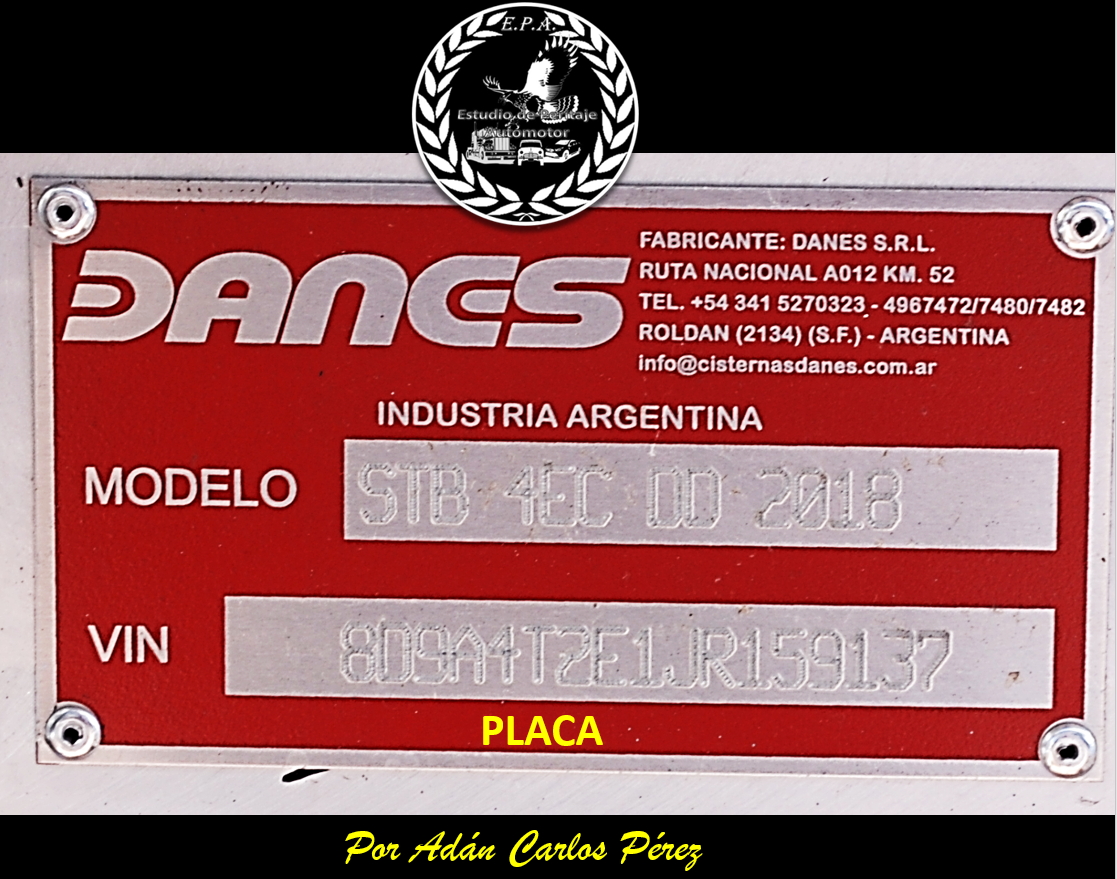 E.P.A.
Estudio de Peritaje
Automotor
DANES
FABRICANTE: DANES S.R.L.
RUTA NACIONAL A012 KM. 52
TEL. +54 341 5270323 - 4967472/7480/7482
ROLDAN (2134) (S.F.) - ARGENTINA
info@cisternasdanes.com.ar
INDUSTRIA ARGENTINA
MODELO STB 4EC DD 2018
VIN 8D9A4T2E1JR159137
PLACA
Por Adán Carlos Pérez